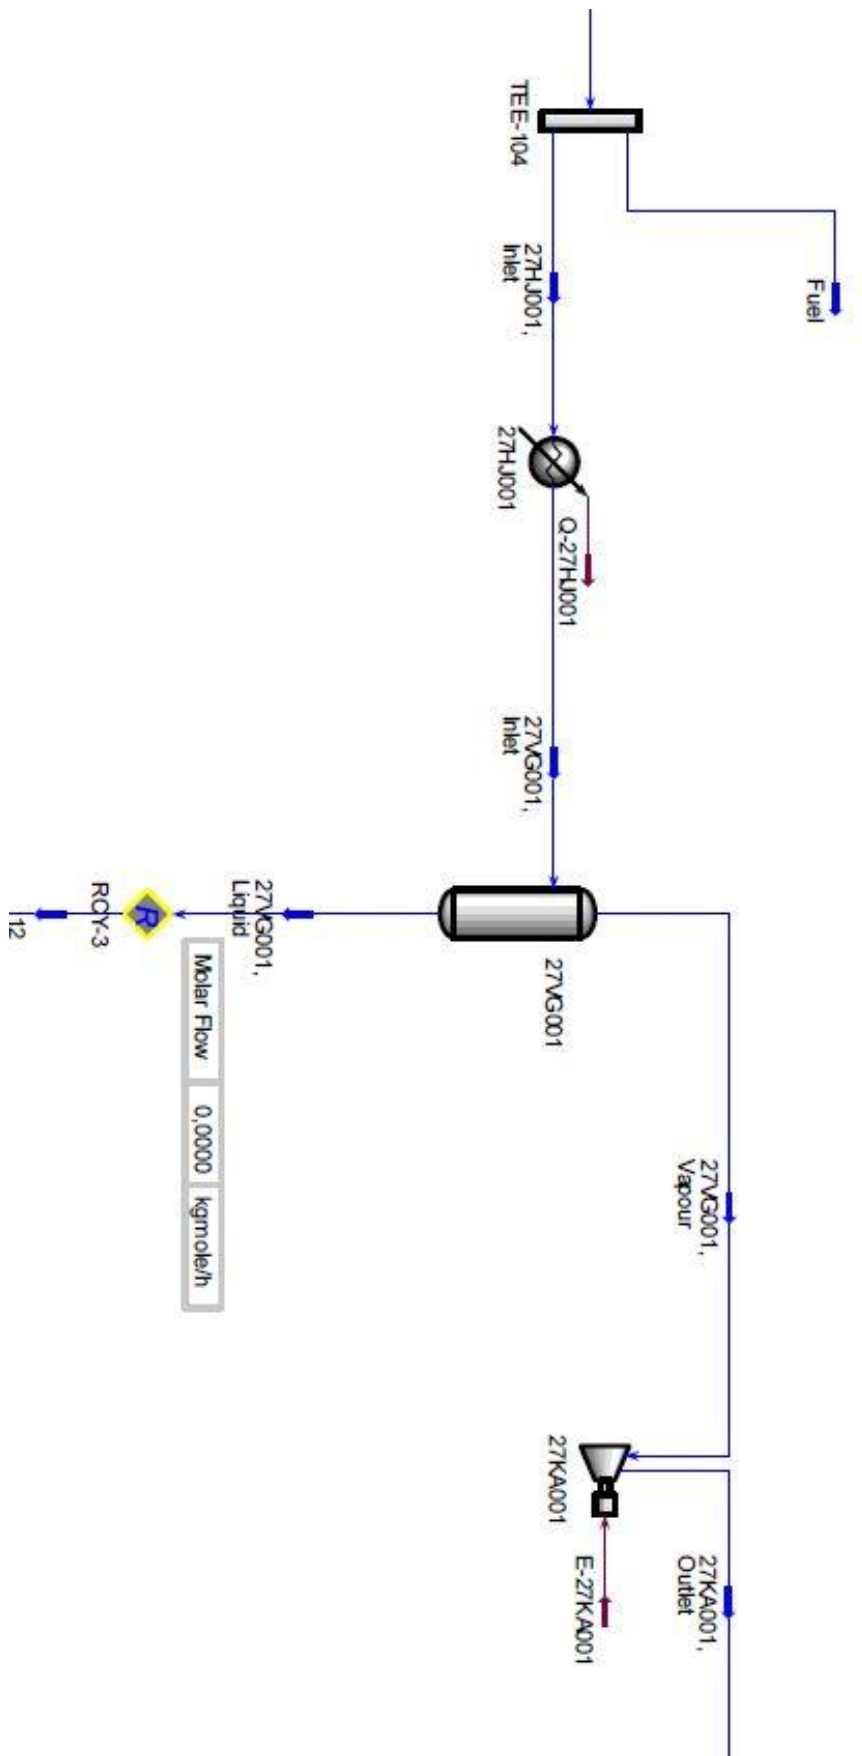 TEE-104
Fuel
27HJ001,
Inlet
27HJ001
Q-27HJ001
27VG001,
Inlet
27VG001
27VG001,
Liquid
R
RCY-3
12
Molar Flow 0,0000 kgmole/h
27VG001,
Vapour
27KA001
E-27KA001
27KA001,
Outlet